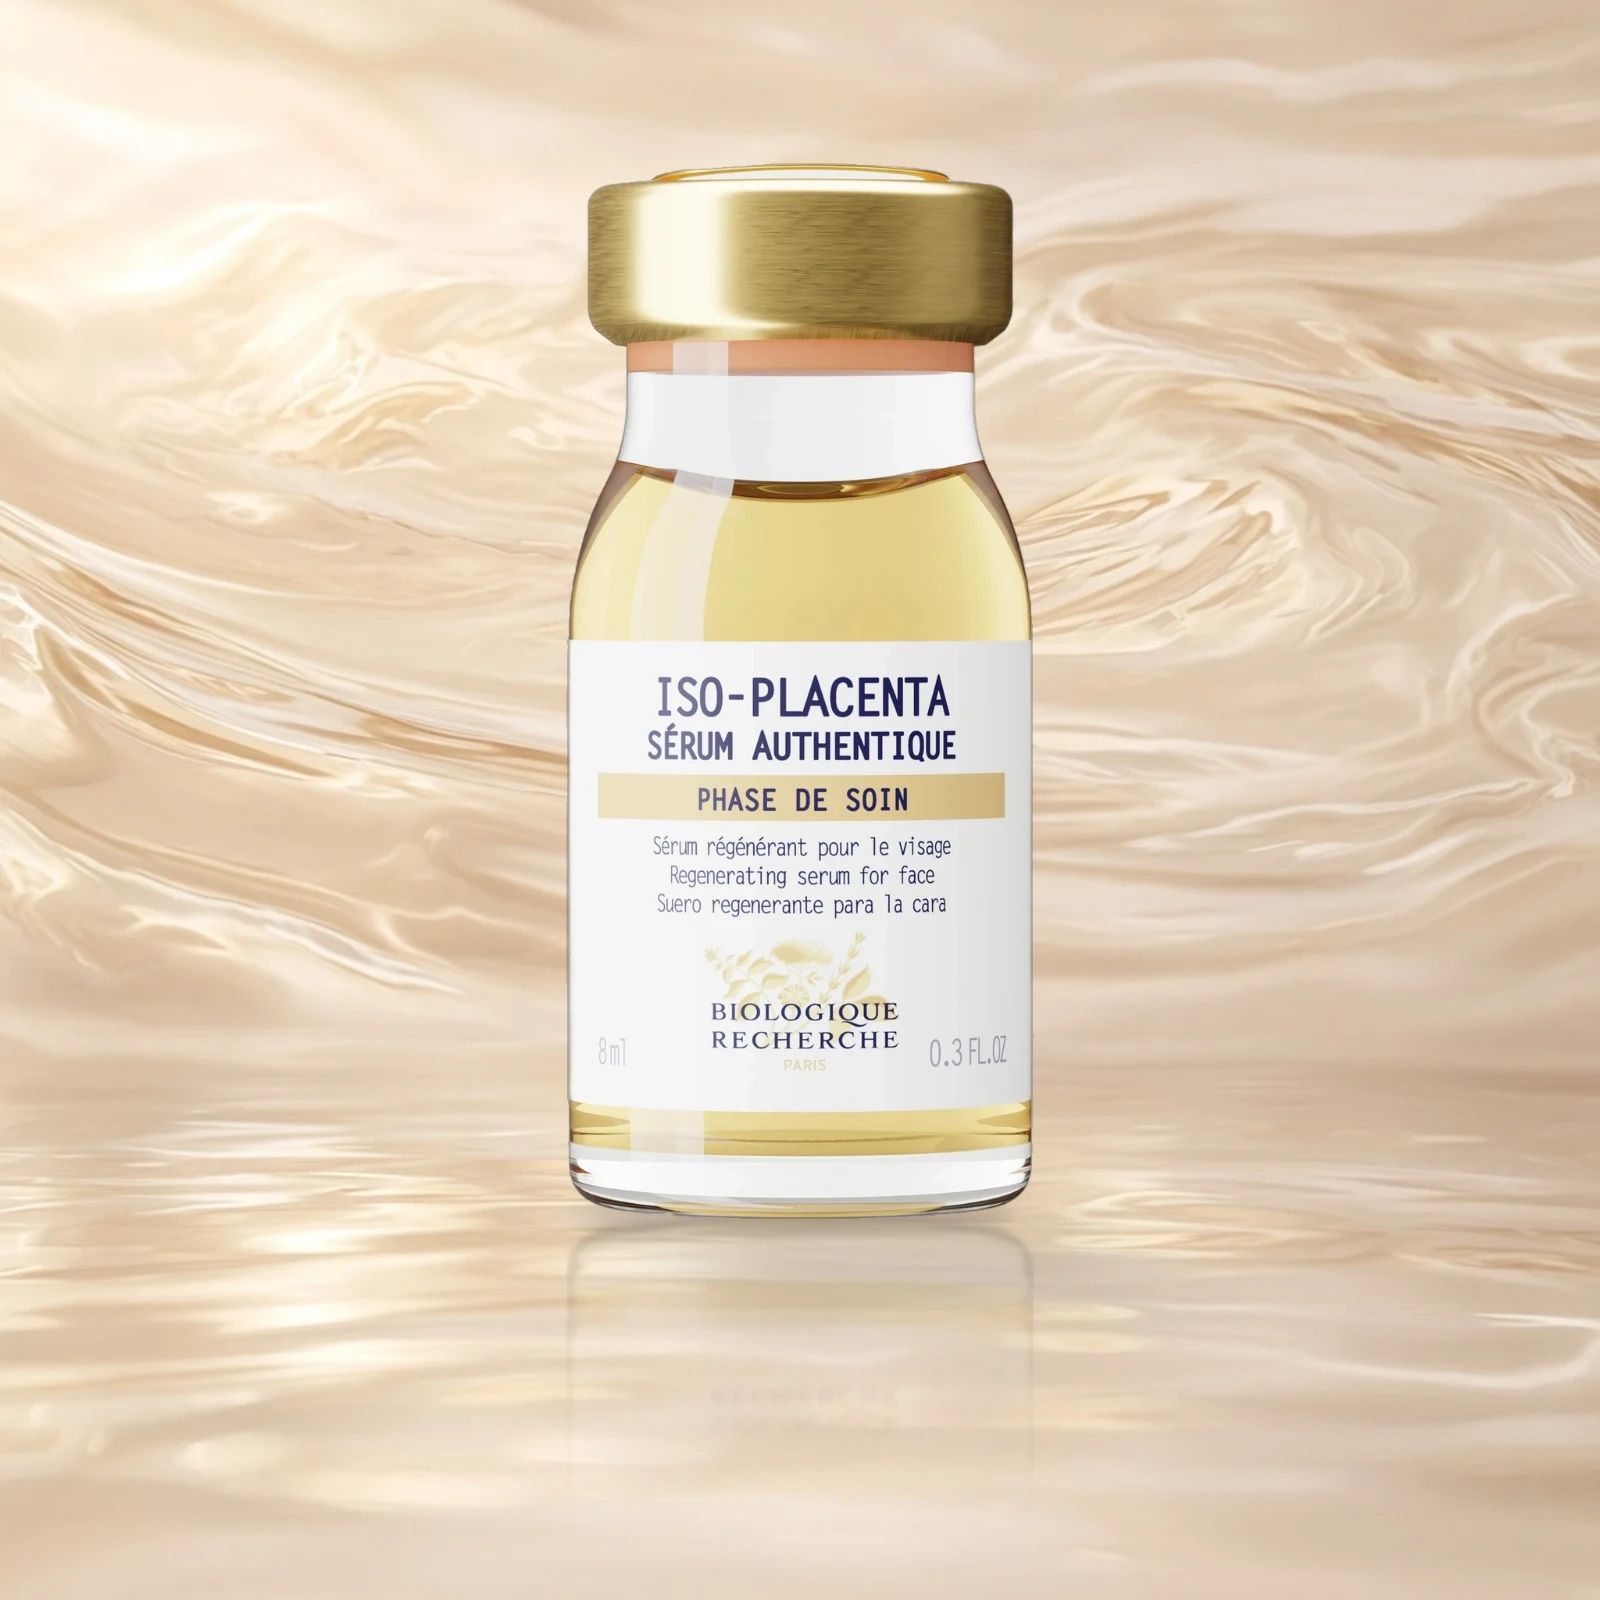 ISO-PLACENTA
SÉRUM AUTHENTIQUE
PHASE DE SOIN
Sérum régénérant pour le visage
Regenerating serum for face
Suero regenerante para la cara
BIOLOGIQUE
RECHERCHE
PARIS
8ml
0.3 FL.OZ